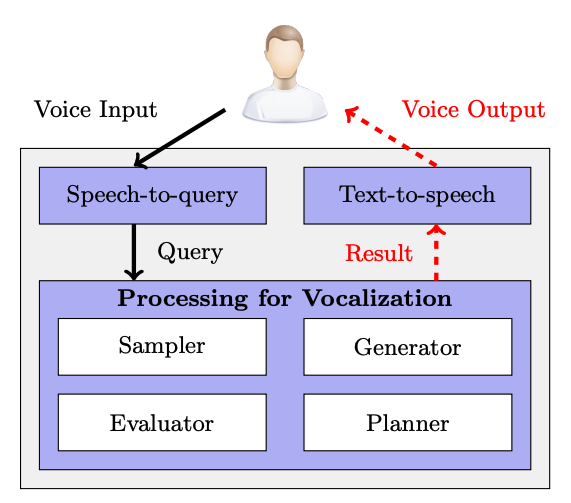 Voice Input
Voice Output
Speech-to-query
Text-to-speech
Query
Result
Processing for Vocalization
Sampler
Generator
Evaluator
Planner